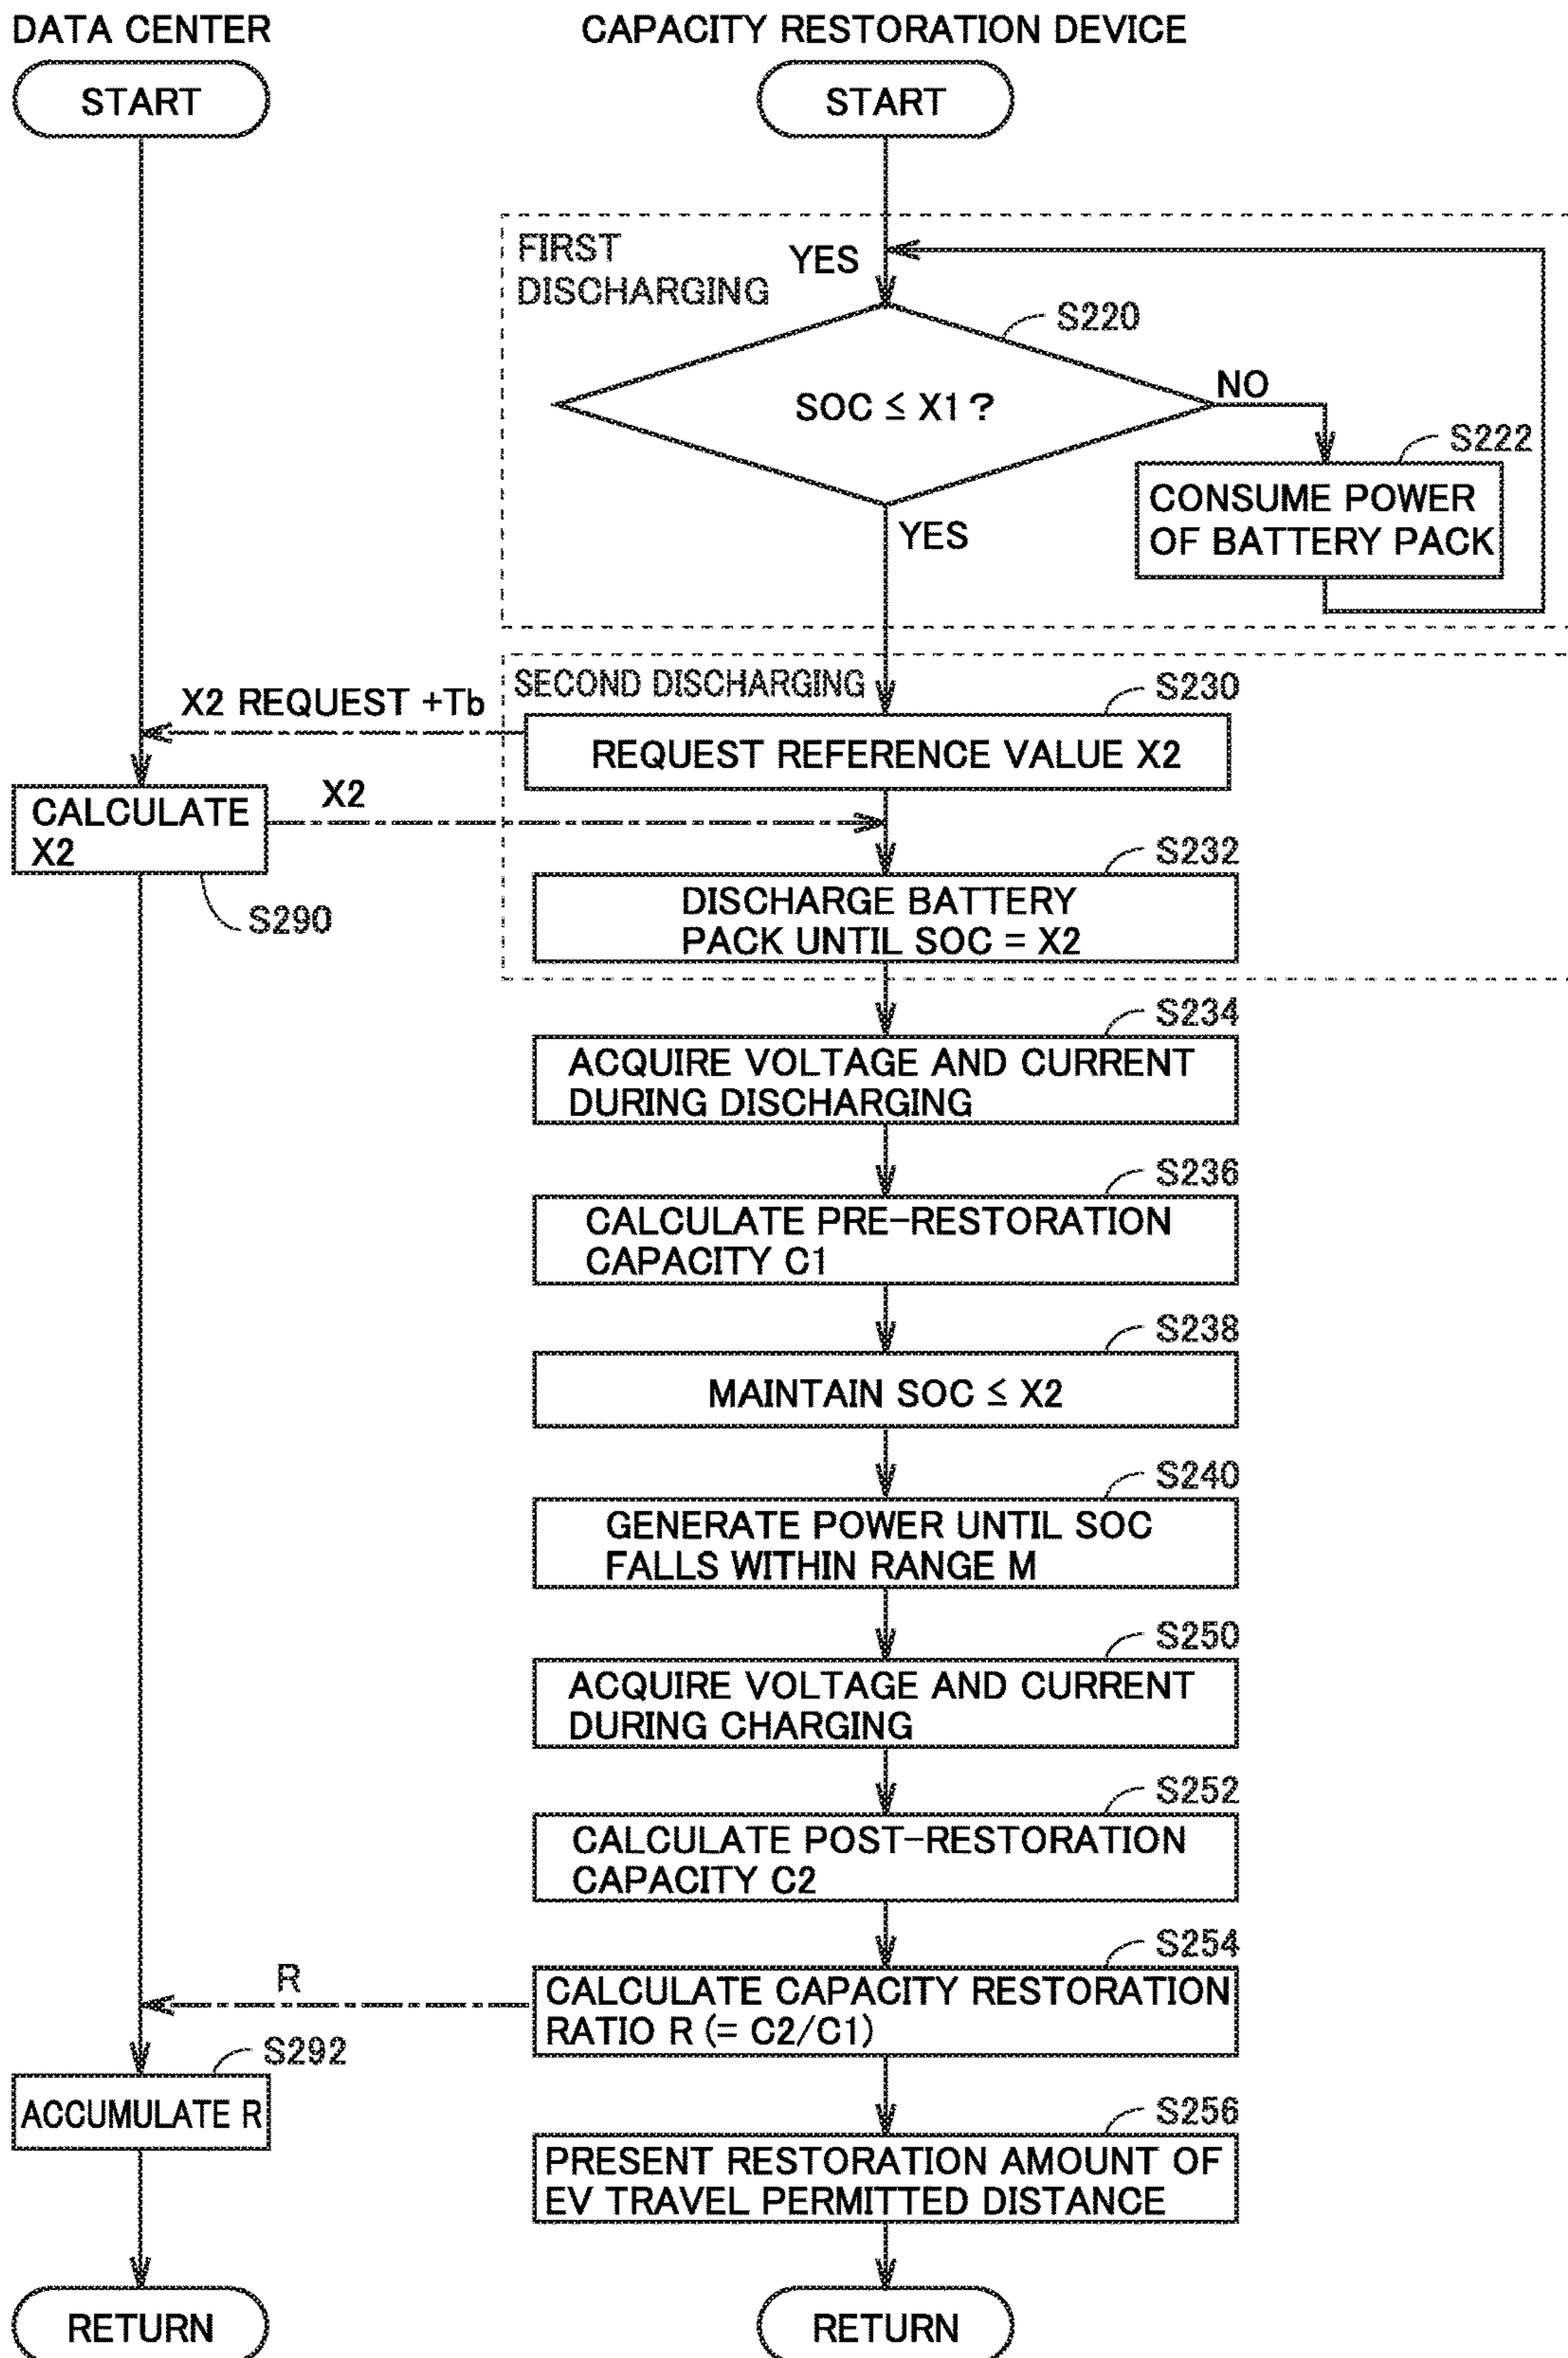 DATA CENTER
CAPACITY RESTORATION DEVICE
START
START
FIRST
DISCHARGING
YES
S220
SOC ≤ X1?
NO
S222
CONSUME POWER
OF BATTERY PACK
YES
SECOND DISCHARGING
S230
X2 REQUEST +Tb
REQUEST REFERENCE VALUE X2
CALCULATE
X2
X2
S290
S232
DISCHARGE BATTERY
PACK UNTIL SOC = X2
S234
ACQUIRE VOLTAGE AND CURRENT
DURING DISCHARGING
S236
CALCULATE PRE-RESTORATION
CAPACITY C1
S238
MAINTAIN SOC ≤ X2
S240
GENERATE POWER UNTIL SOC
FALLS WITHIN RANGE M
S250
ACQUIRE VOLTAGE AND CURRENT
DURING CHARGING
S252
CALCULATE POST-RESTORATION
CAPACITY C2
S254
R
CALCULATE CAPACITY RESTORATION
RATIO R (= C2/C1)
S292
ACCUMULATE R
S256
PRESENT RESTORATION AMOUNT OF
EV TRAVEL PERMITTED DISTANCE
RETURN
RETURN